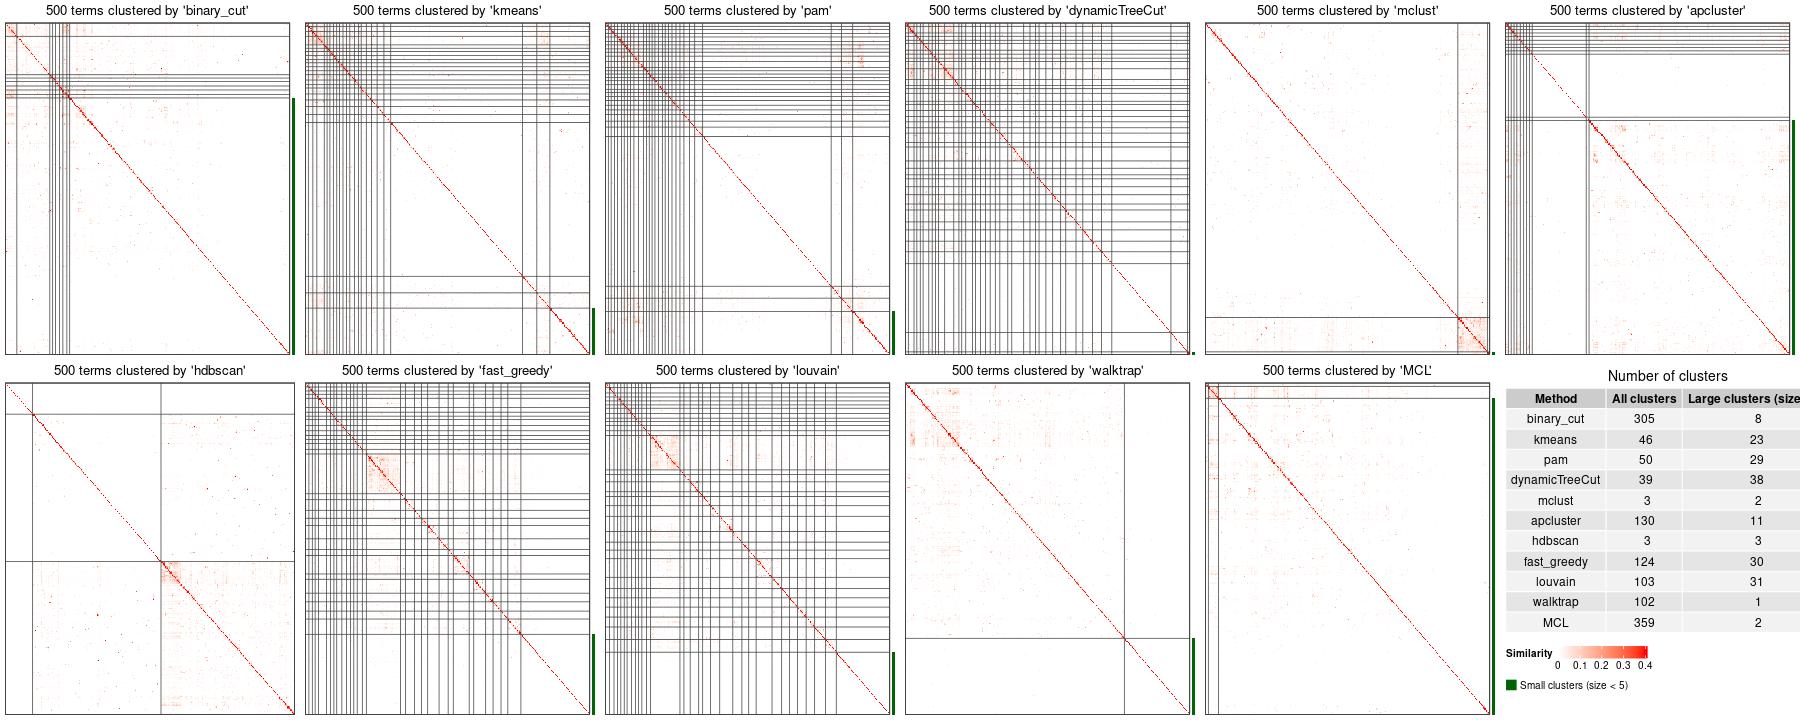 500 terms clustered by 'binary_cut'
500 terms clustered by 'kmeans'
500 terms clustered by 'pam'
500 terms clustered by 'dynamicTreeCut'
500 terms clustered by 'mclust'
500 terms clustered by 'apcluster'
500 terms clustered by 'hdbscan'
500 terms clustered by 'fast_greedy'
500 terms clustered by 'louvain'
500 terms clustered by 'walktrap'
500 terms clustered by 'MCL'
Number of clusters
Method All clusters Large clusters (size
binary_cut 305 8
kmeans 46 23
pam 50 29
dynamicTreeCut 39 38
mclust 3 2
apcluster 130 11
hdbscan 3 3
fast_greedy 124 30
louvain 103 31
walktrap 102 1
MCL 359 2
Similarity
0 0.1 0.2 0.3 0.4
Small clusters (size < 5)